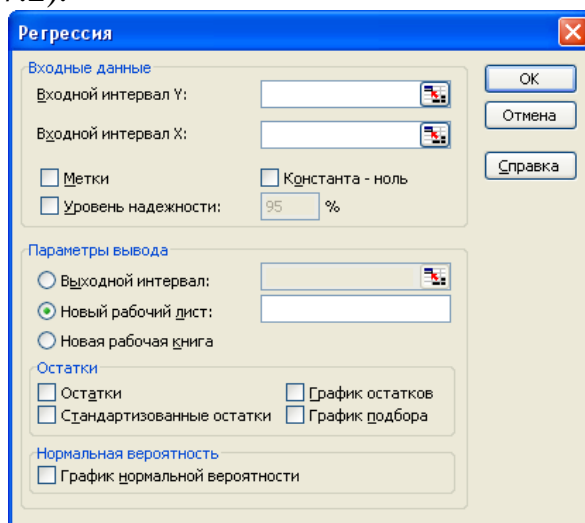 Регрессия
Входные данные
Входной интервал Y:
Входной интервал X:
Метки
Константа - ноль
Уровень надежности:
95 %
ОК
Отмена
Справка
Параметры вывода
Выходной интервал:
Новый рабочий лист:
Новая рабочая книга
Остатки
Остатки
График остатков
Стандартизованные остатки
График подбора
Нормальная вероятность
График нормальной вероятности